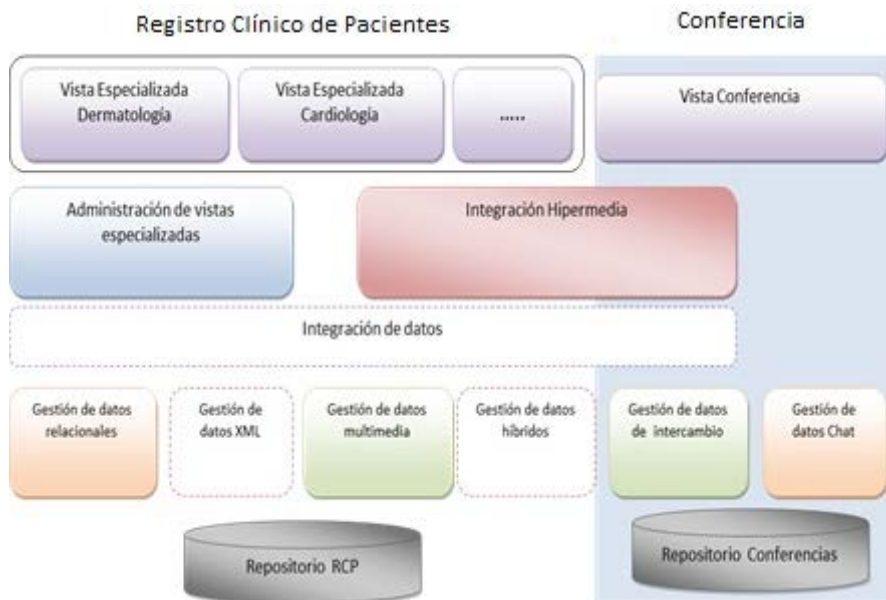 Registro Clínico de Pacientes
Conferencia
Vista Especializada
Dermatología
Vista Especializada
Cardiología
.....
Vista Conferencia
Administración de vistas
especializadas
Integración Hipermedia
Integración de datos
Gestión de datos
relacionales
Gestión de
datos XML
Gestión de datos
multimedia
Gestión de datos
híbridos
Gestión de datos
de intercambio
Gestión de
datos Chat
Repositorio RCP
Repositorio Conferencias